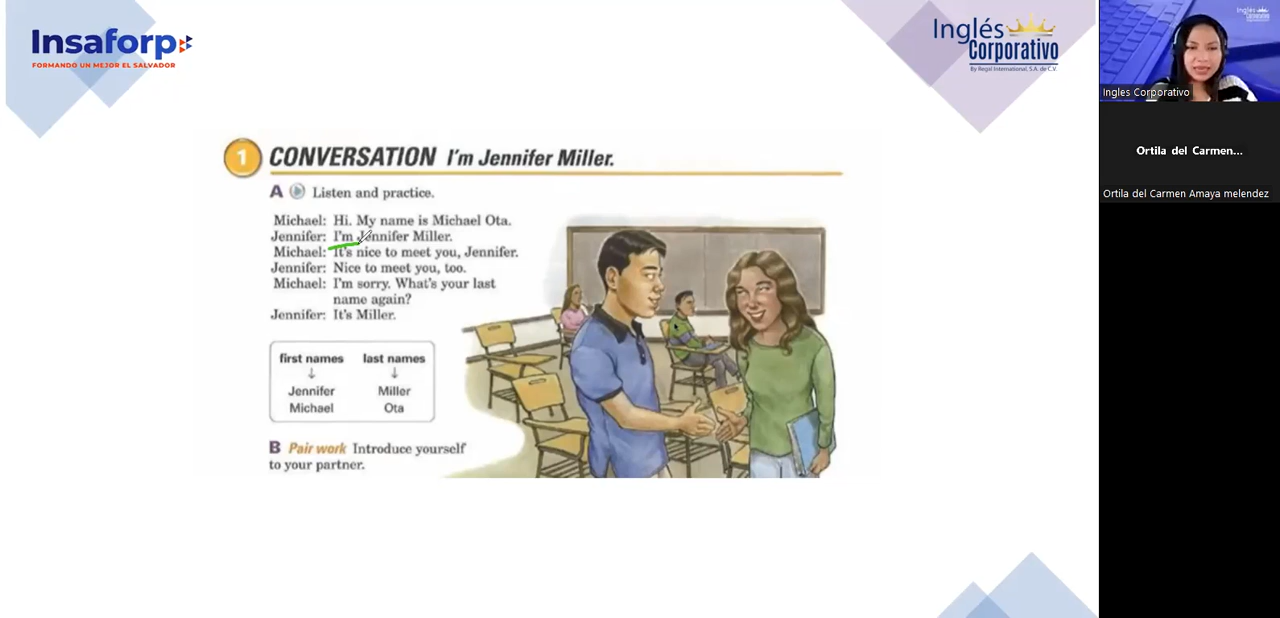 Insaforp
FORMANDO UN MEJOR EL SALVADOR
Inglés
Corporativo
By Regal International, S.A. de C.V.
Inglés
Corporativo
Ingles Corporativo
Ortila del Carmen...
Ortila del Carmen Amaya melendez
1 CONVERSATION I'm Jennifer Miller.
A Listen and practice.
Michael: Hi. My name is Michael Ota.
Jennifer: I'm Jennifer Miller.
Michael: It's nice to meet you, Jennifer.
Jennifer: Nice to meet you, too.
Michael: I'm sorry. What's your last
name again?
Jennifer: It's Miller.
first names last names
↓ ↓
Jennifer Miller
Michael Ota
B Pair work Introduce yourself
to your partner.